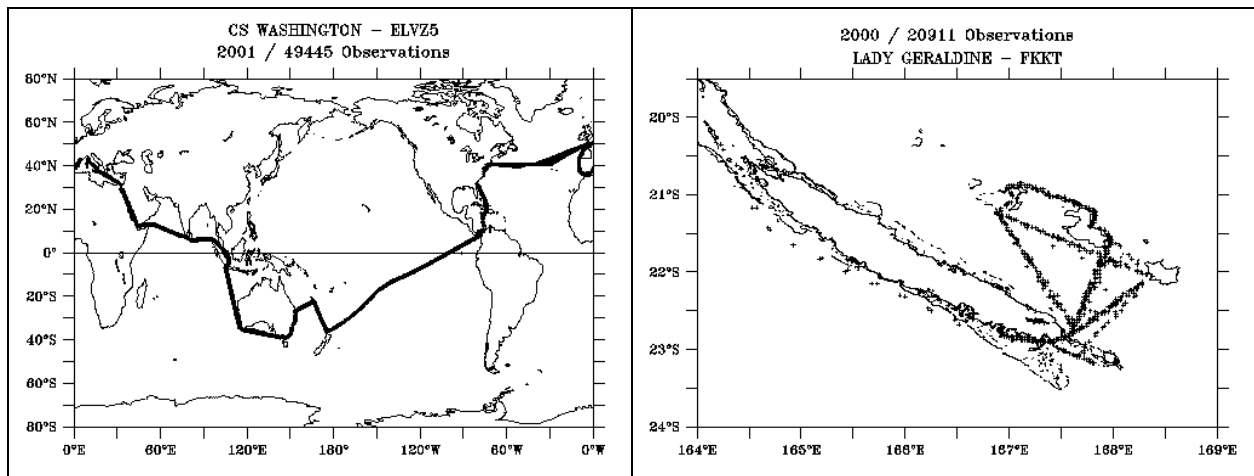 CS WASHINGTON - ELVZ5
2001 / 49445 Observations
80°N
60°N
40°N
20°N
0°
20°S
40°S
60°S
80°S
0°E 60°E 120°E 180°W 120°W 60°W 0°W
2000 / 20911 Observations
LADY GERALDINE - FKKT
20°S
21°S
22°S
23°S
24°S
164°E 165°E 166°E 167°E 168°E 169°E